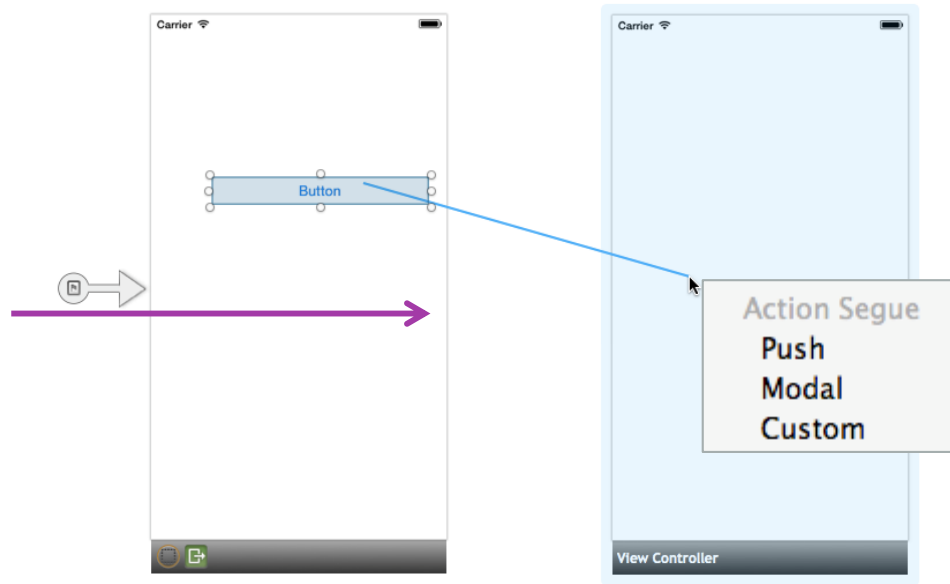 Carrier
Carrier
Button
Action Segue
Push
Modal
Custom
View Controller